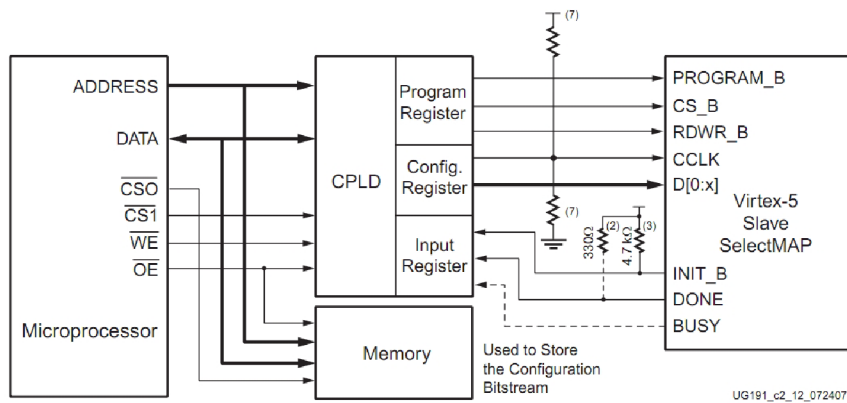 ADDRESS
DATA
CSO
CS1
WE
OE
Microprocessor
CPLD
Program
Register
Config.
Register
Input
Register
Memory
(7)
(7)
330Ω
(2)
4.7 kΩ
(3)
PROGRAM_B
CS_B
RDWR_B
CCLK
D[0:x]
Virtex-5
Slave
SelectMAP
INIT_B
DONE
BUSY
Used to Store
the Configuration
Bitstream
UG191_c2_12_072407